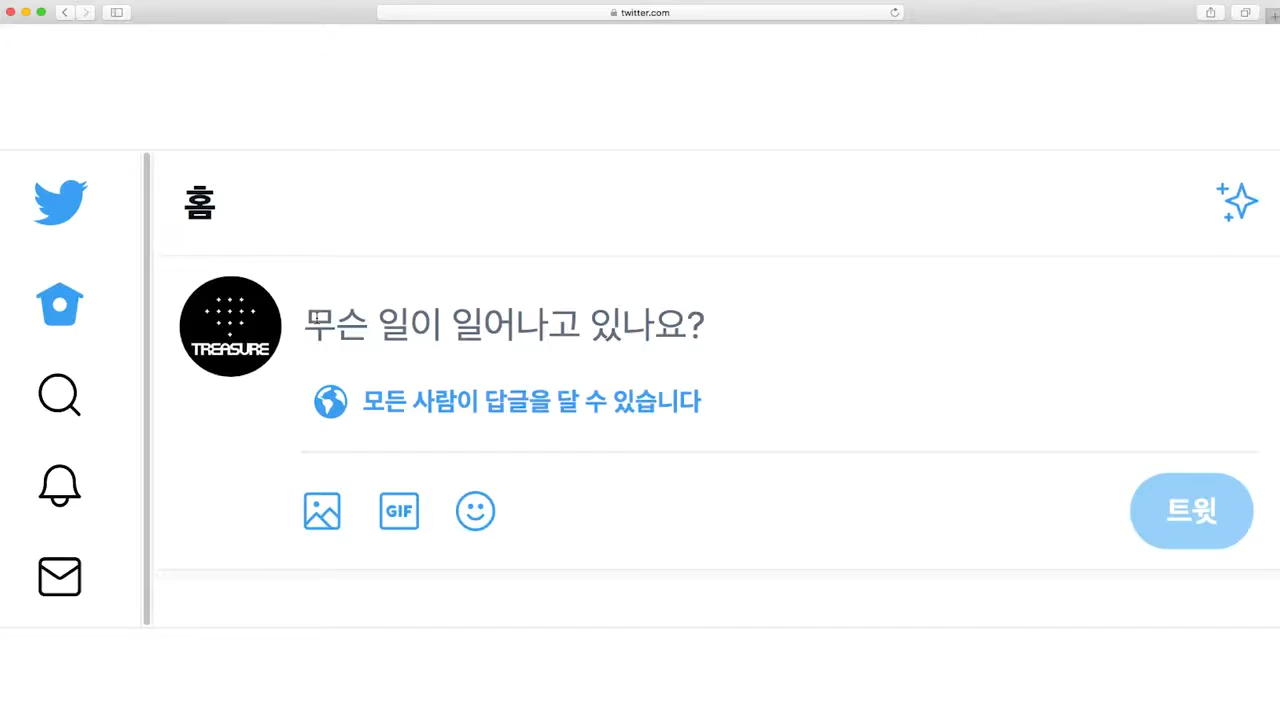 twitter.com
홈
TREASURE
무슨 일이 일어나고 있나요?
모든 사람이 답글을 달 수 있습니다
GIF
트윗